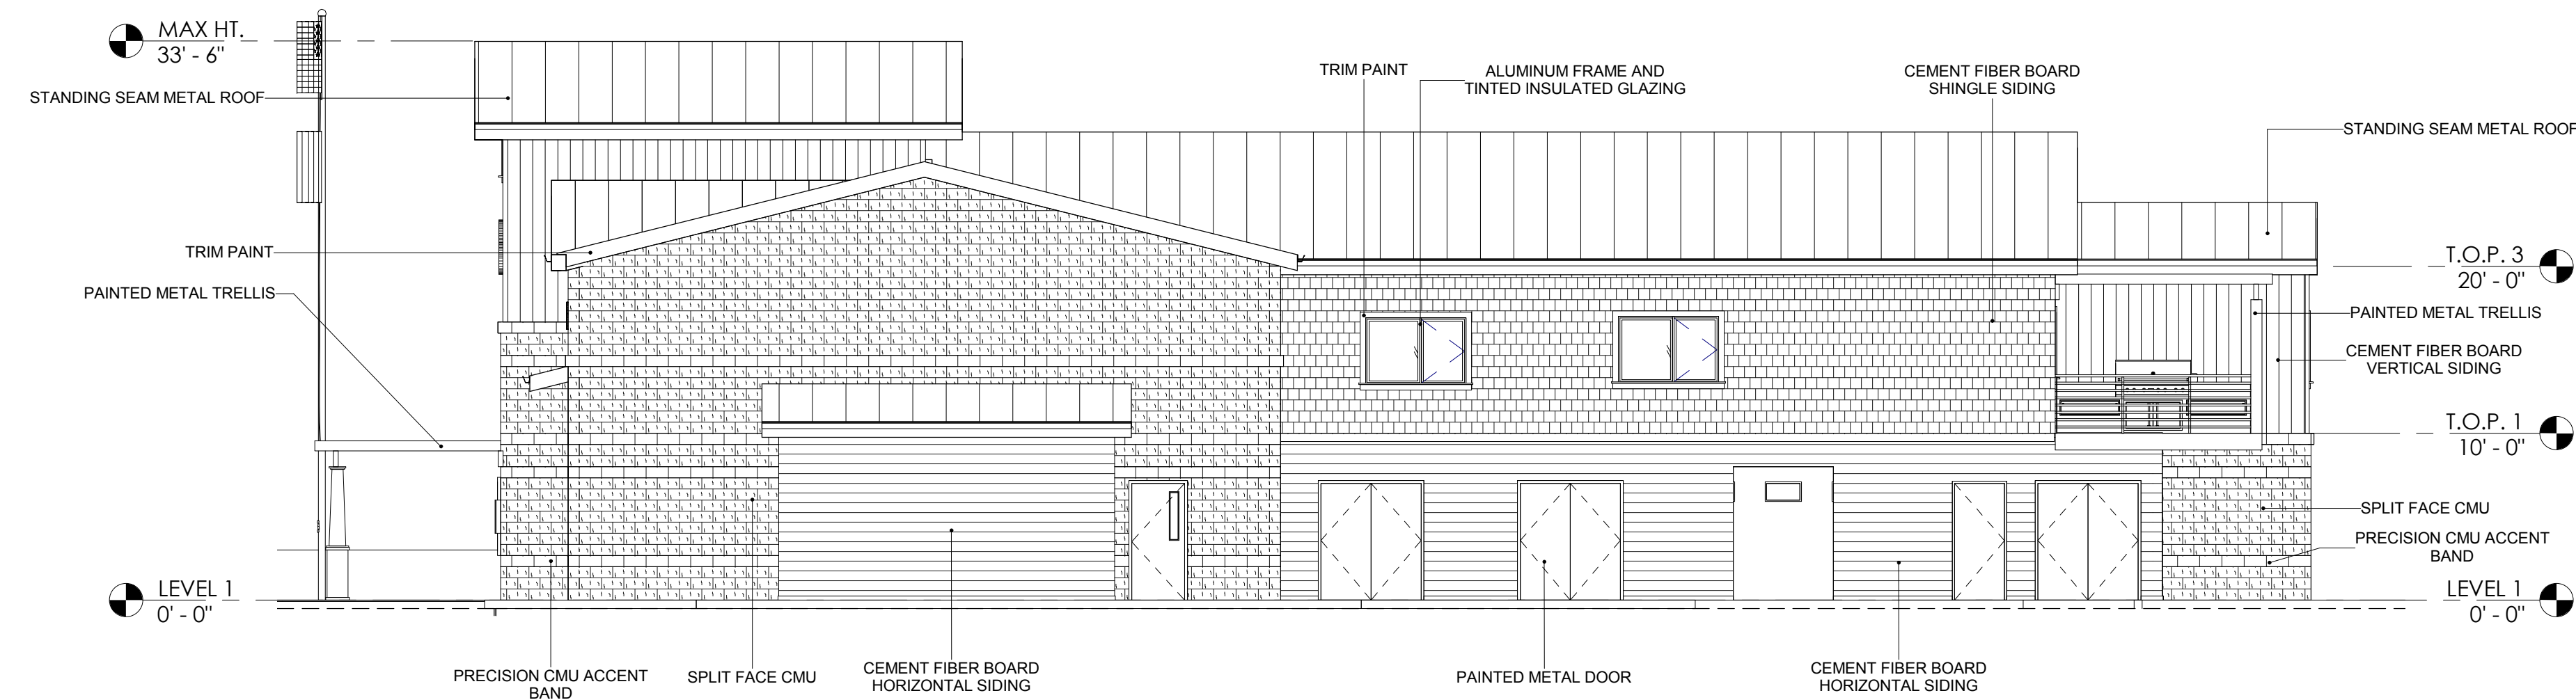 MAX HT.
33' - 6"
STANDING SEAM METAL ROOF
TRIM PAINT
ALUMINUM FRAME AND
TINTED INSULATED GLAZING
CEMENT FIBER BOARD
SHINGLE SIDING
STANDING SEAM METAL ROOF
TRIM PAINT
T.O.P. 3
20' - 0"
PAINTED METAL TRELLIS
PAINTED METAL TRELLIS
CEMENT FIBER BOARD
VERTICAL SIDING
T.O.P. 1
10' - 0"
SPLIT FACE CMU
PRECISION CMU ACCENT
BAND
LEVEL 1
0' - 0"
LEVEL 1
0' - 0"
PRECISION CMU ACCENT
BAND
SPLIT FACE CMU
CEMENT FIBER BOARD
HORIZONTAL SIDING
PAINTED METAL DOOR
CEMENT FIBER BOARD
HORIZONTAL SIDING